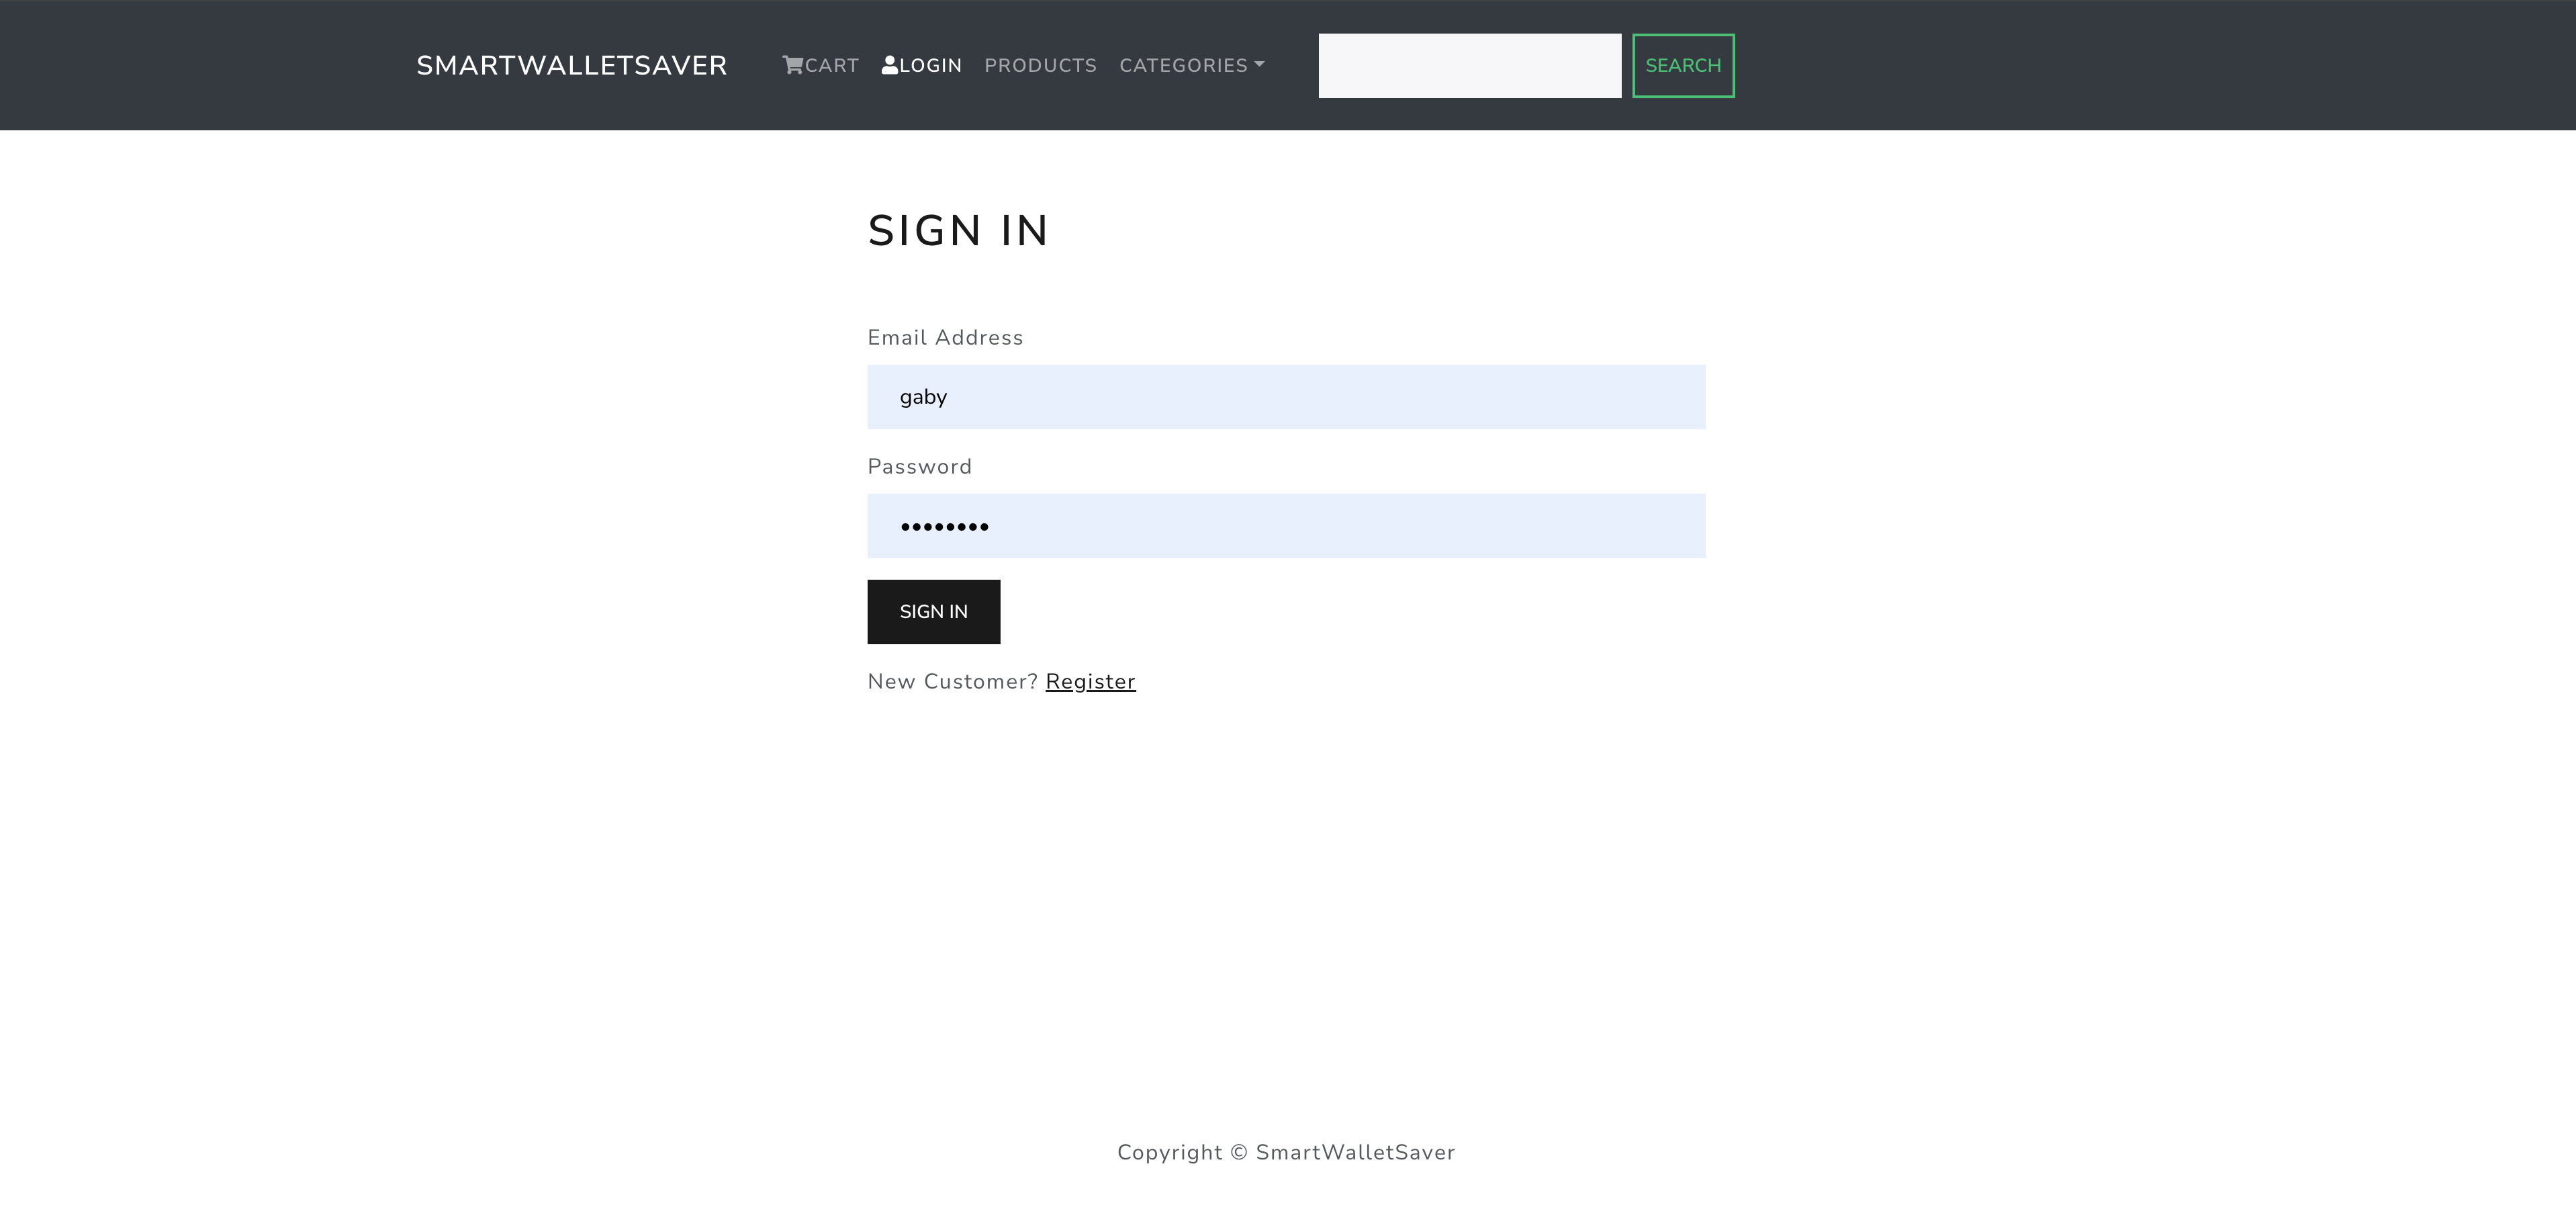 SMARTWALLETSAVER CART LOGIN PRODUCTS CATEGORIES SEARCH
SIGN IN
Email Address
gaby
Password
••••••••
SIGN IN
New Customer? Register
Copyright © SmartWalletSaver